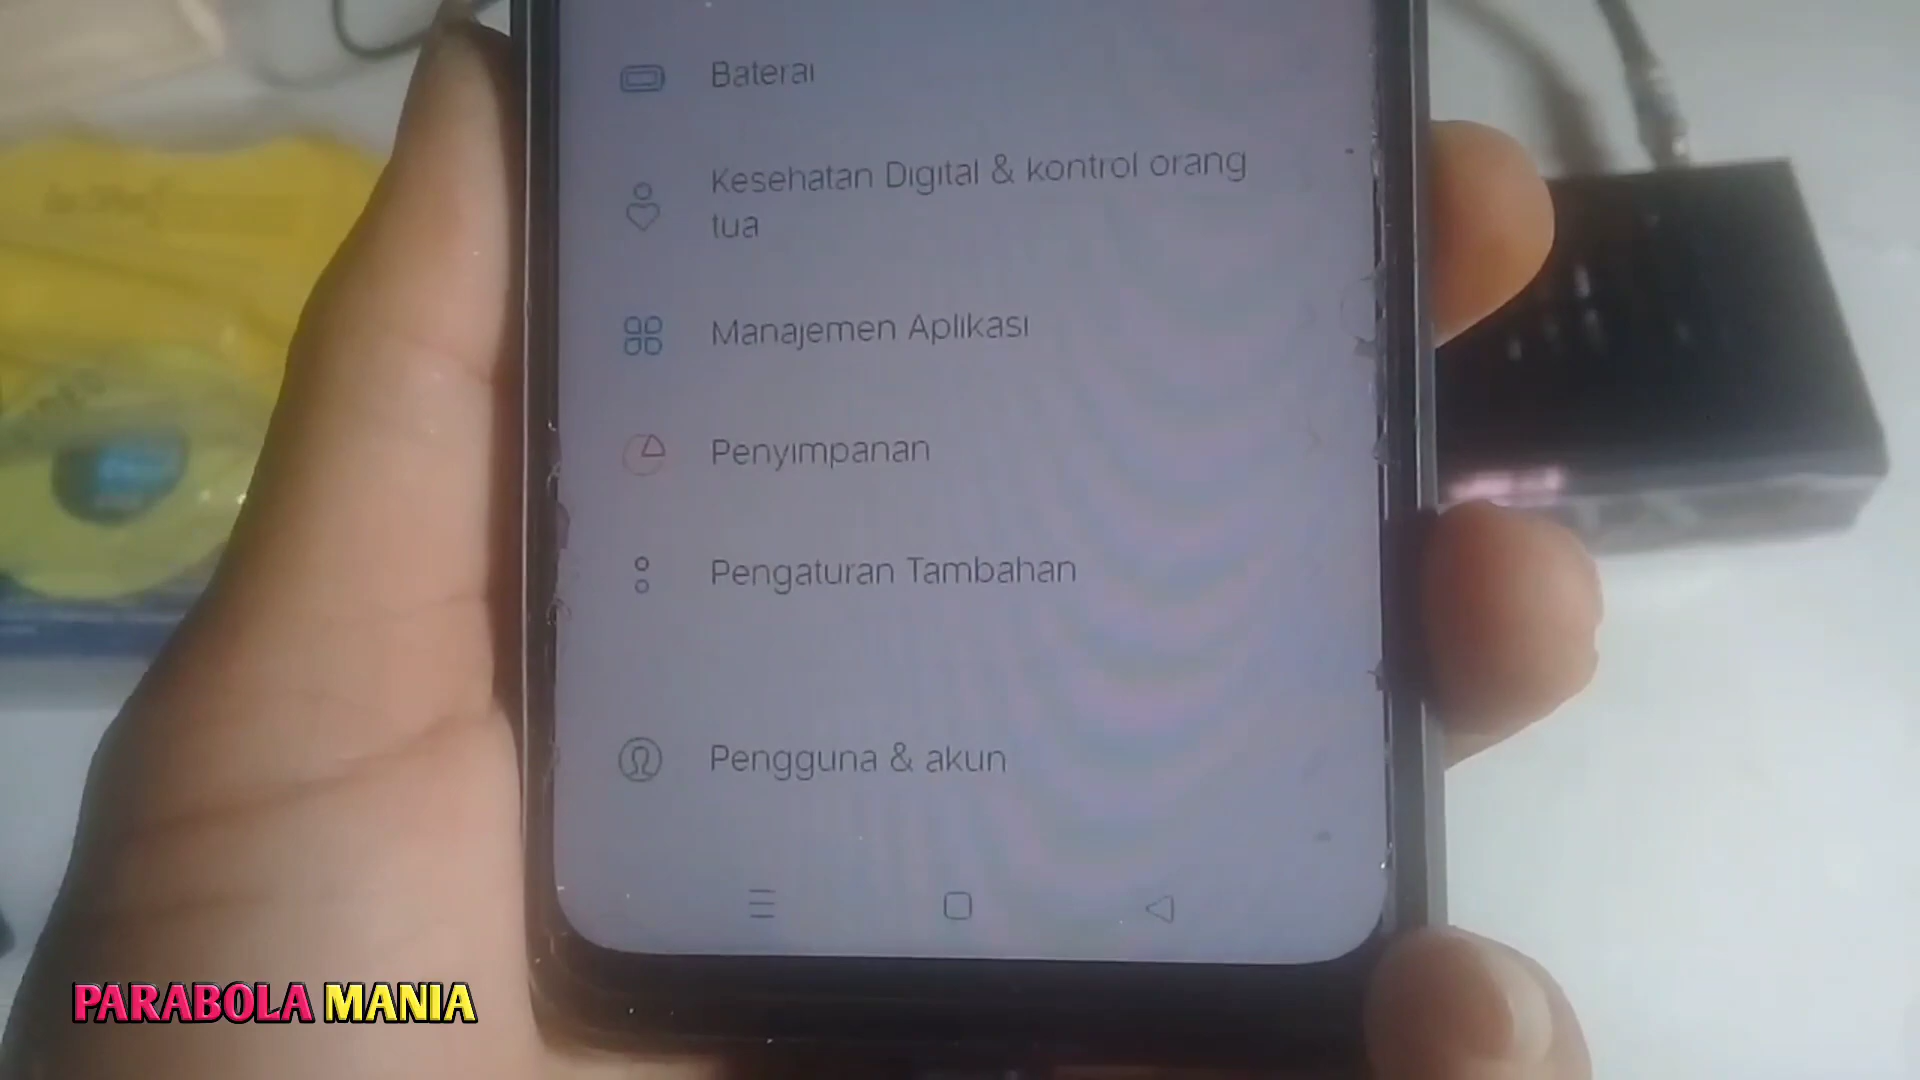 Baterai
Kesehatan Digital & kontrol orang
tua
Manajemen Aplikasi
Penyimpanan
Pengaturan Tambahan
Pengguna & akun
PARABOLA MANIA